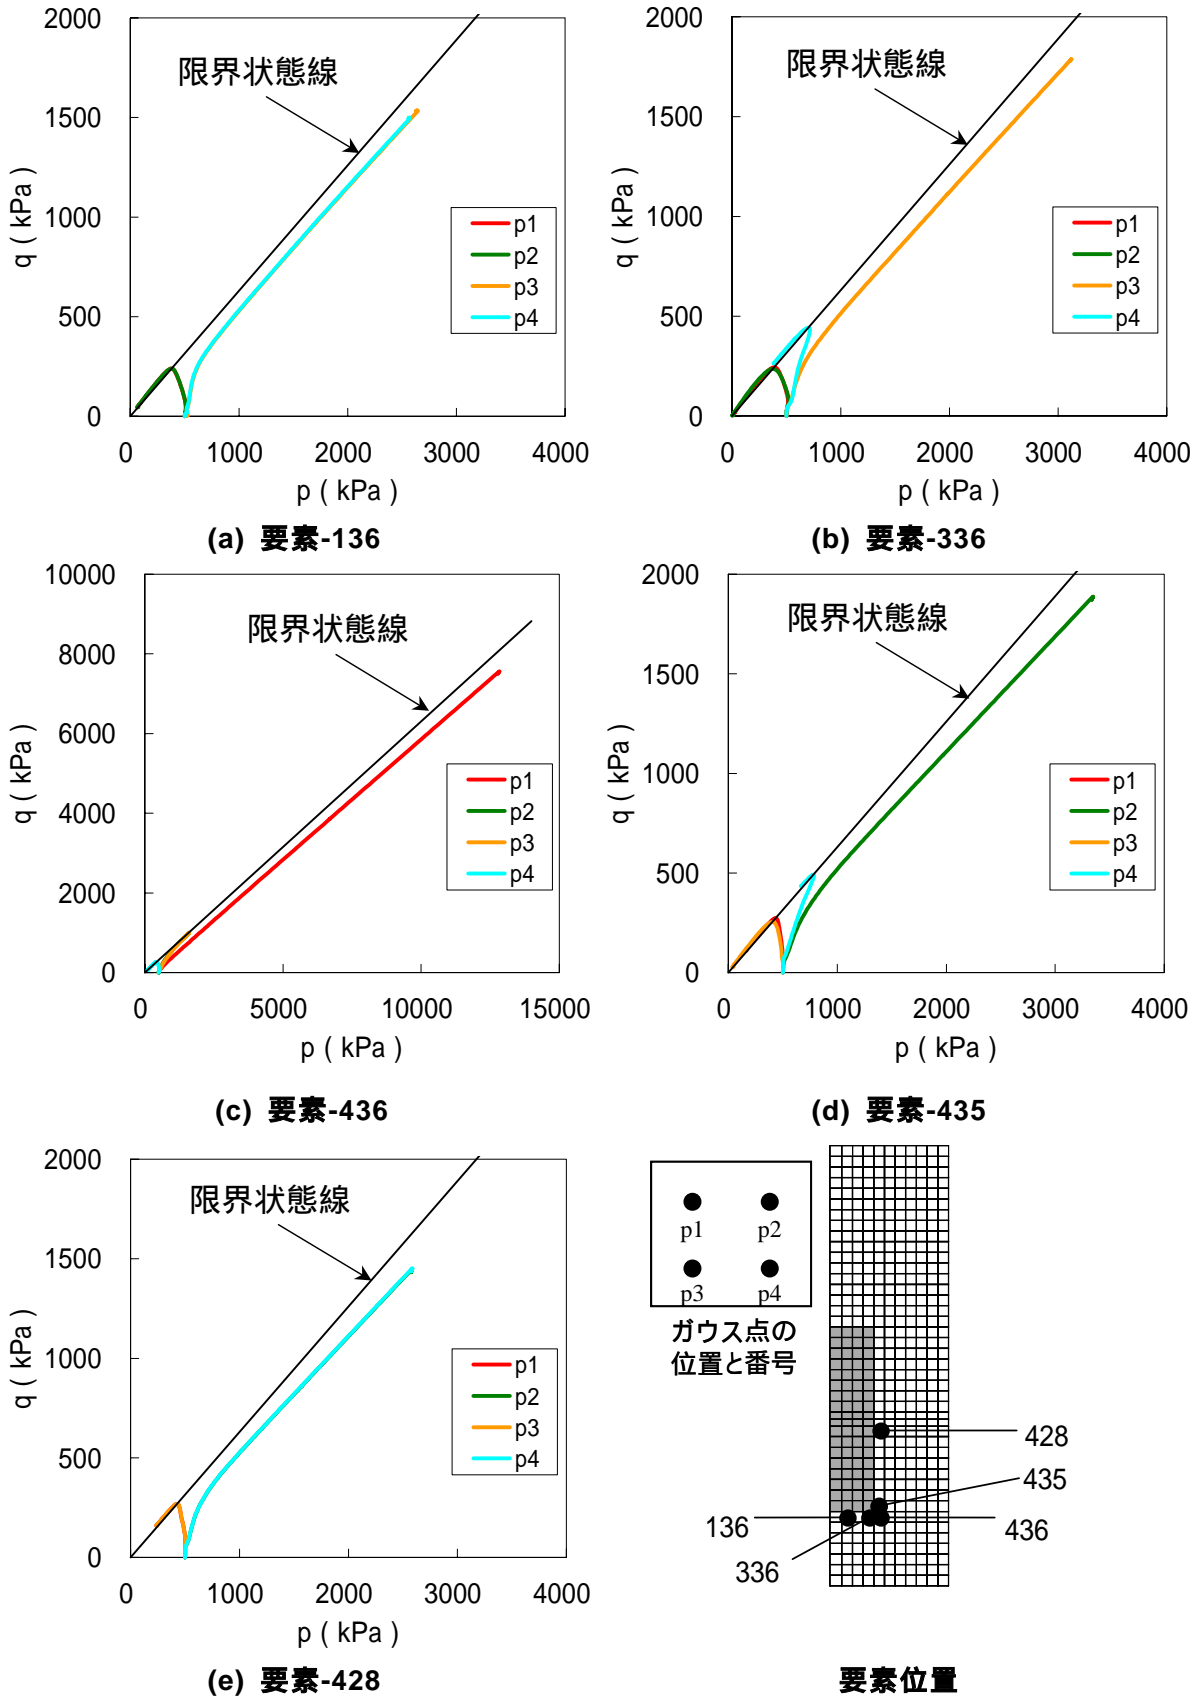 2000
1500
1000
500
0
0 1000 2000 3000 4000
q ( kPa )
p ( kPa )
限界状態線
p1
p2
p3
p4
(a) 要素-136
2000
1500
1000
500
0
0 1000 2000 3000 4000
q ( kPa )
p ( kPa )
限界状態線
p1
p2
p3
p4
(b) 要素-336
10000
8000
6000
4000
2000
0
0 5000 10000 15000
q ( kPa )
p ( kPa )
限界状態線
p1
p2
p3
p4
(c) 要素-436
2000
1500
1000
500
0
0 1000 2000 3000 4000
q ( kPa )
p ( kPa )
限界状態線
p1
p2
p3
p4
(d) 要素-435
2000
1500
1000
500
0
0 1000 2000 3000 4000
q ( kPa )
p ( kPa )
限界状態線
p1
p2
p3
p4
(e) 要素-428
p1 p2
p3 p4
ガウス点の
位置と番号
428
435
136
436
336
要素位置